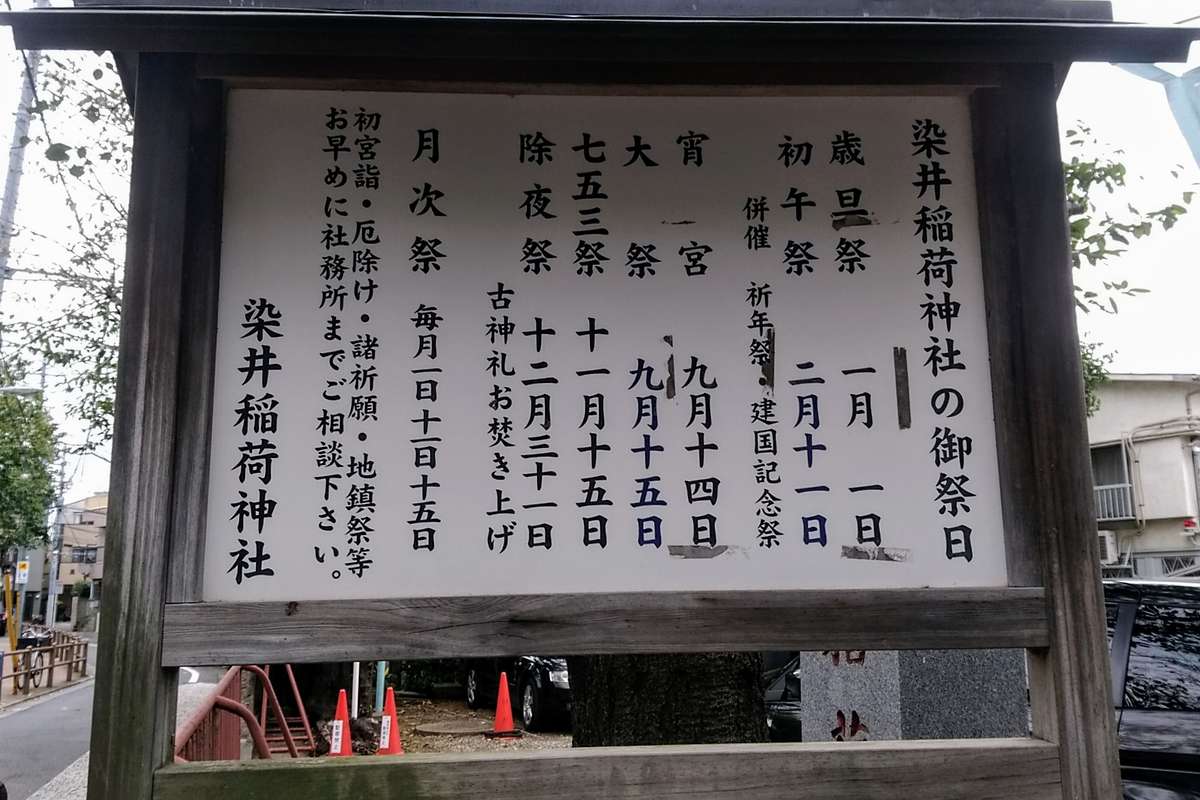 染井稲荷神社の御祭日
歳旦祭 一月 一日
初午祭 二月十一日
併催 祈年祭・建国記念祭
宵宮 九月十四日
大祭 九月十五日
七五三祭 十一月十五日
除夜祭 十二月三十一日
古神礼お焚き上げ
月次祭 毎月一日十一日十五日
初宮詣・厄除け・諸祈願・地鎮祭等
お早めに社務所までご相談下さい。
染井稲荷神社